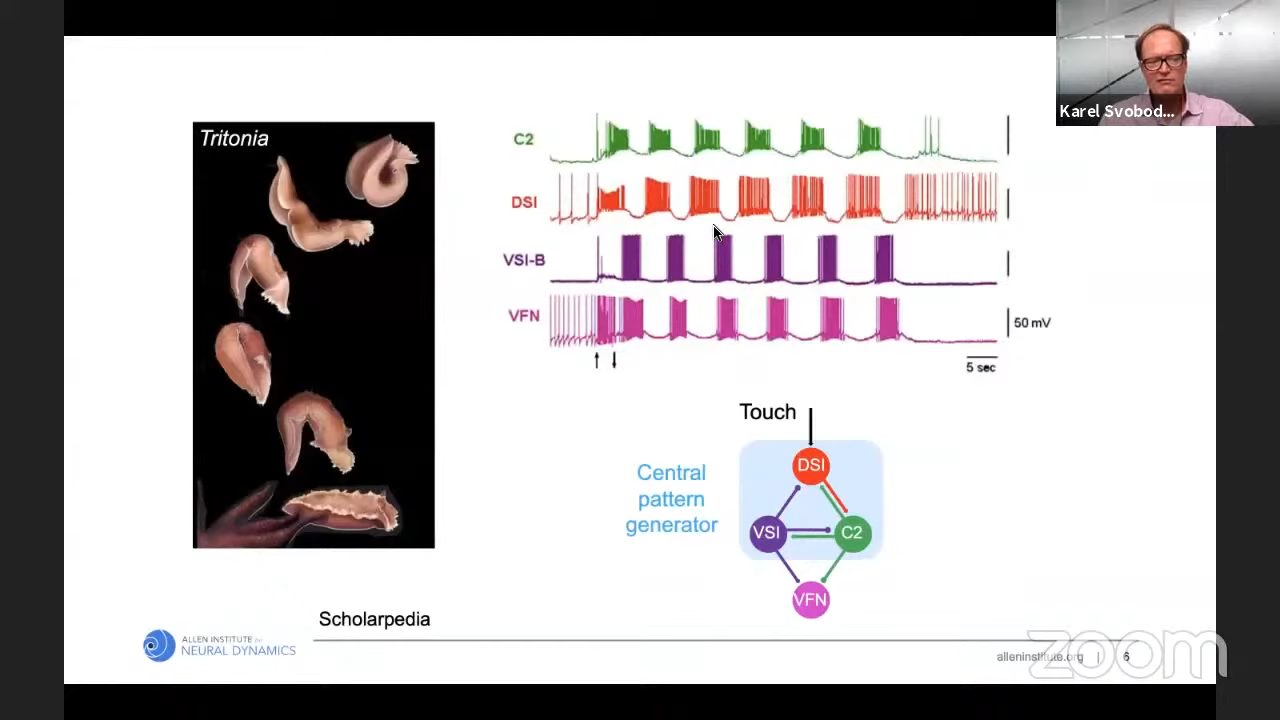 Karel Svobod...
Tritonia
C2
DSI
VSI-B
VFN
50 mV
5 sec
Touch
Central
pattern
generator
DSI
VSI
C2
VFN
Scholarpedia
ALLEN INSTITUTE for
NEURAL DYNAMICS
alleninstitute.org | 6
zoom